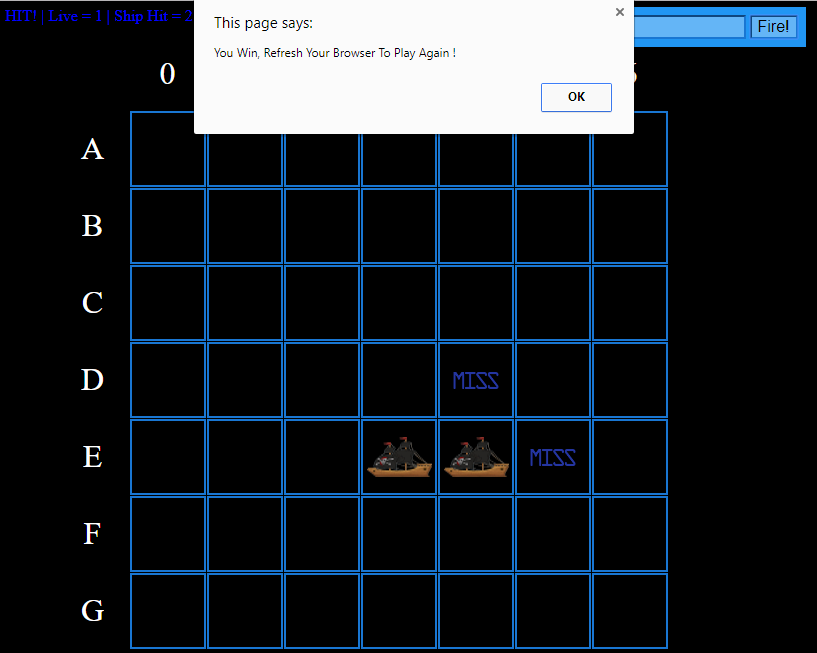 HIT! | Live = 1 | Ship Hit = 2
This page says:
You Win, Refresh Your Browser To Play Again !
OK
Fire!
0
A
B
C
D
MISS
E
MISS
F
G